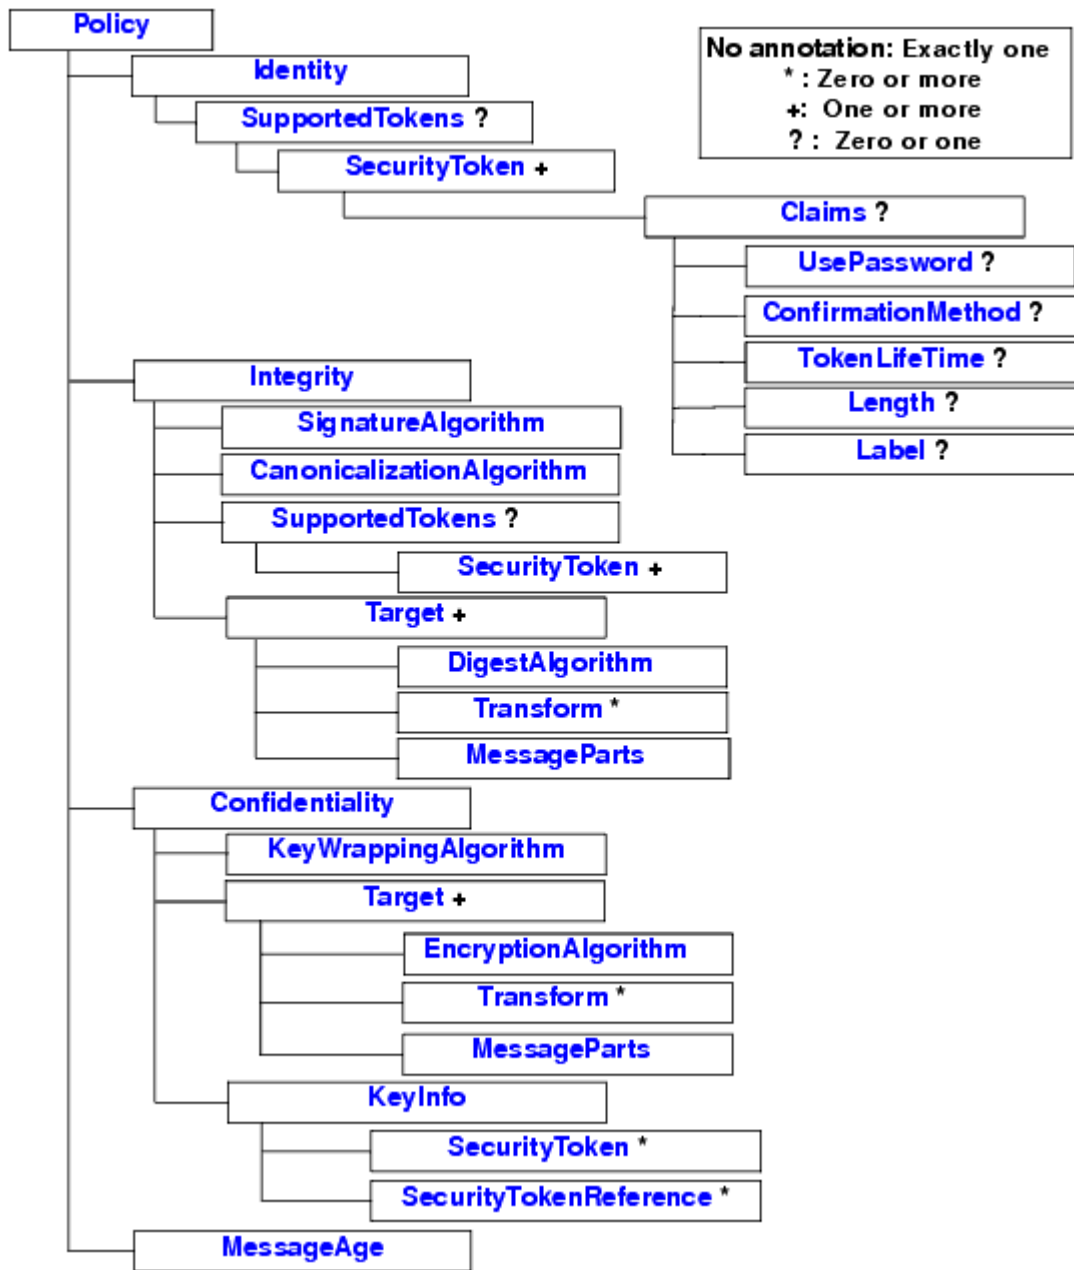 Policy
No annotation: Exactly one
* : Zero or more
+: One or more
? : Zero or one
Identity
SupportedTokens ?
SecurityToken +
Claims ?
UsePassword ?
ConfirmationMethod ?
TokenLifeTime ?
Length ?
Label ?
Integrity
SignatureAlgorithm
CanonicalizationAlgorithm
SupportedTokens ?
SecurityToken +
Target +
DigestAlgorithm
Transform *
MessageParts
Confidentiality
KeyWrappingAlgorithm
Target +
EncryptionAlgorithm
Transform *
MessageParts
KeyInfo
SecurityToken *
SecurityTokenReference *
MessageAge